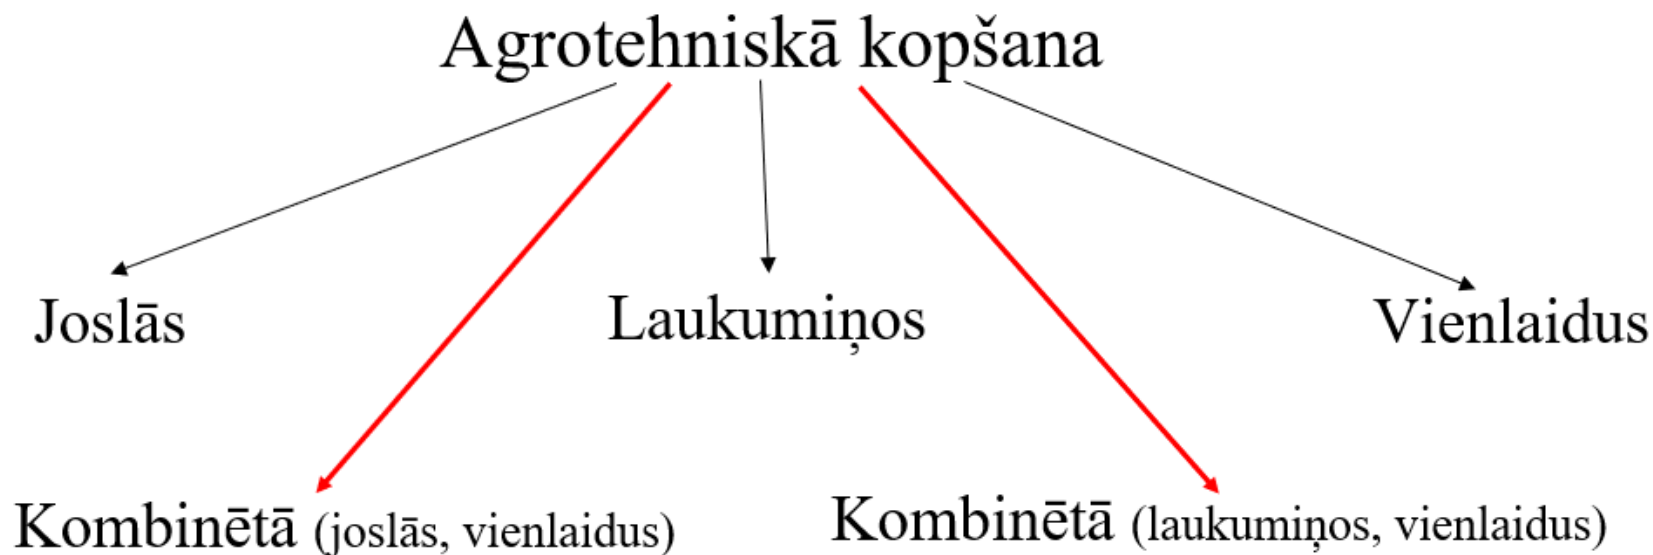 Agrotehniskā kopšana
Joslās
Laukumiņos
Vienlaidus
Kombinētā (joslās, vienlaidus)
Kombinētā (laukumiņos, vienlaidus)